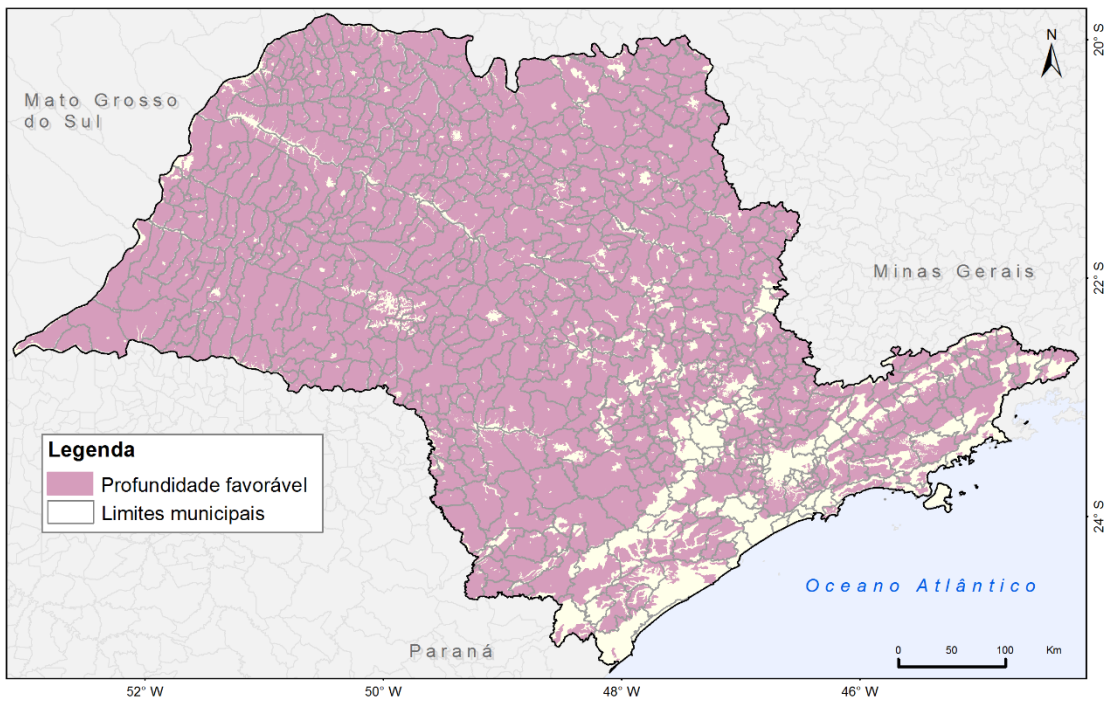 N
20° S
Mato Grosso
do Sul
Minas Gerais
22° S
Legenda
Profundidade favorável
Limites municipais
24° S
Oceano Atlântico
Paraná
0 50 100 Km
52° W 50° W 48° W 46° W